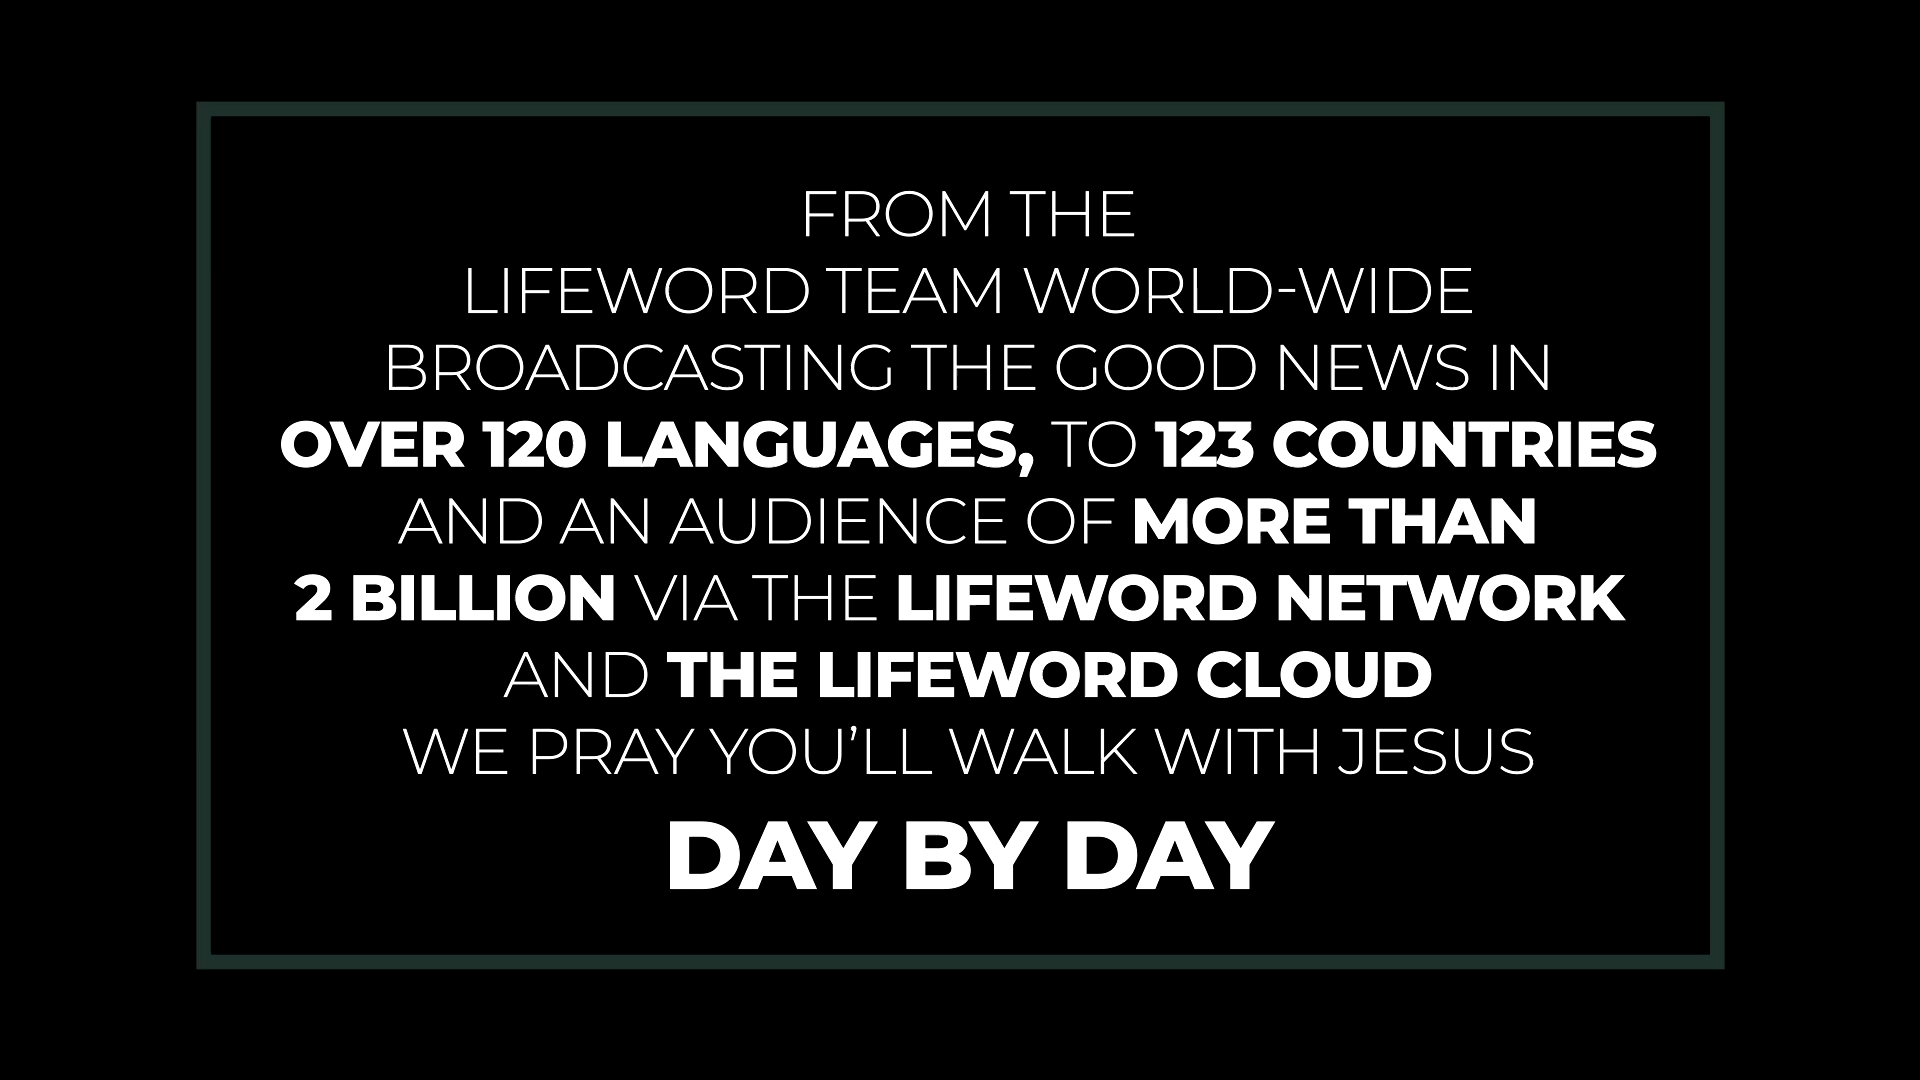 FROM THE
LIFEWORD TEAM WORLD-WIDE
BROADCASTING THE GOOD NEWS IN
OVER 120 LANGUAGES, TO 123 COUNTRIES
AND AN AUDIENCE OF MORE THAN
2 BILLION VIA THE LIFEWORD NETWORK
AND THE LIFEWORD CLOUD
WE PRAY YOU’LL WALK WITH JESUS
DAY BY DAY